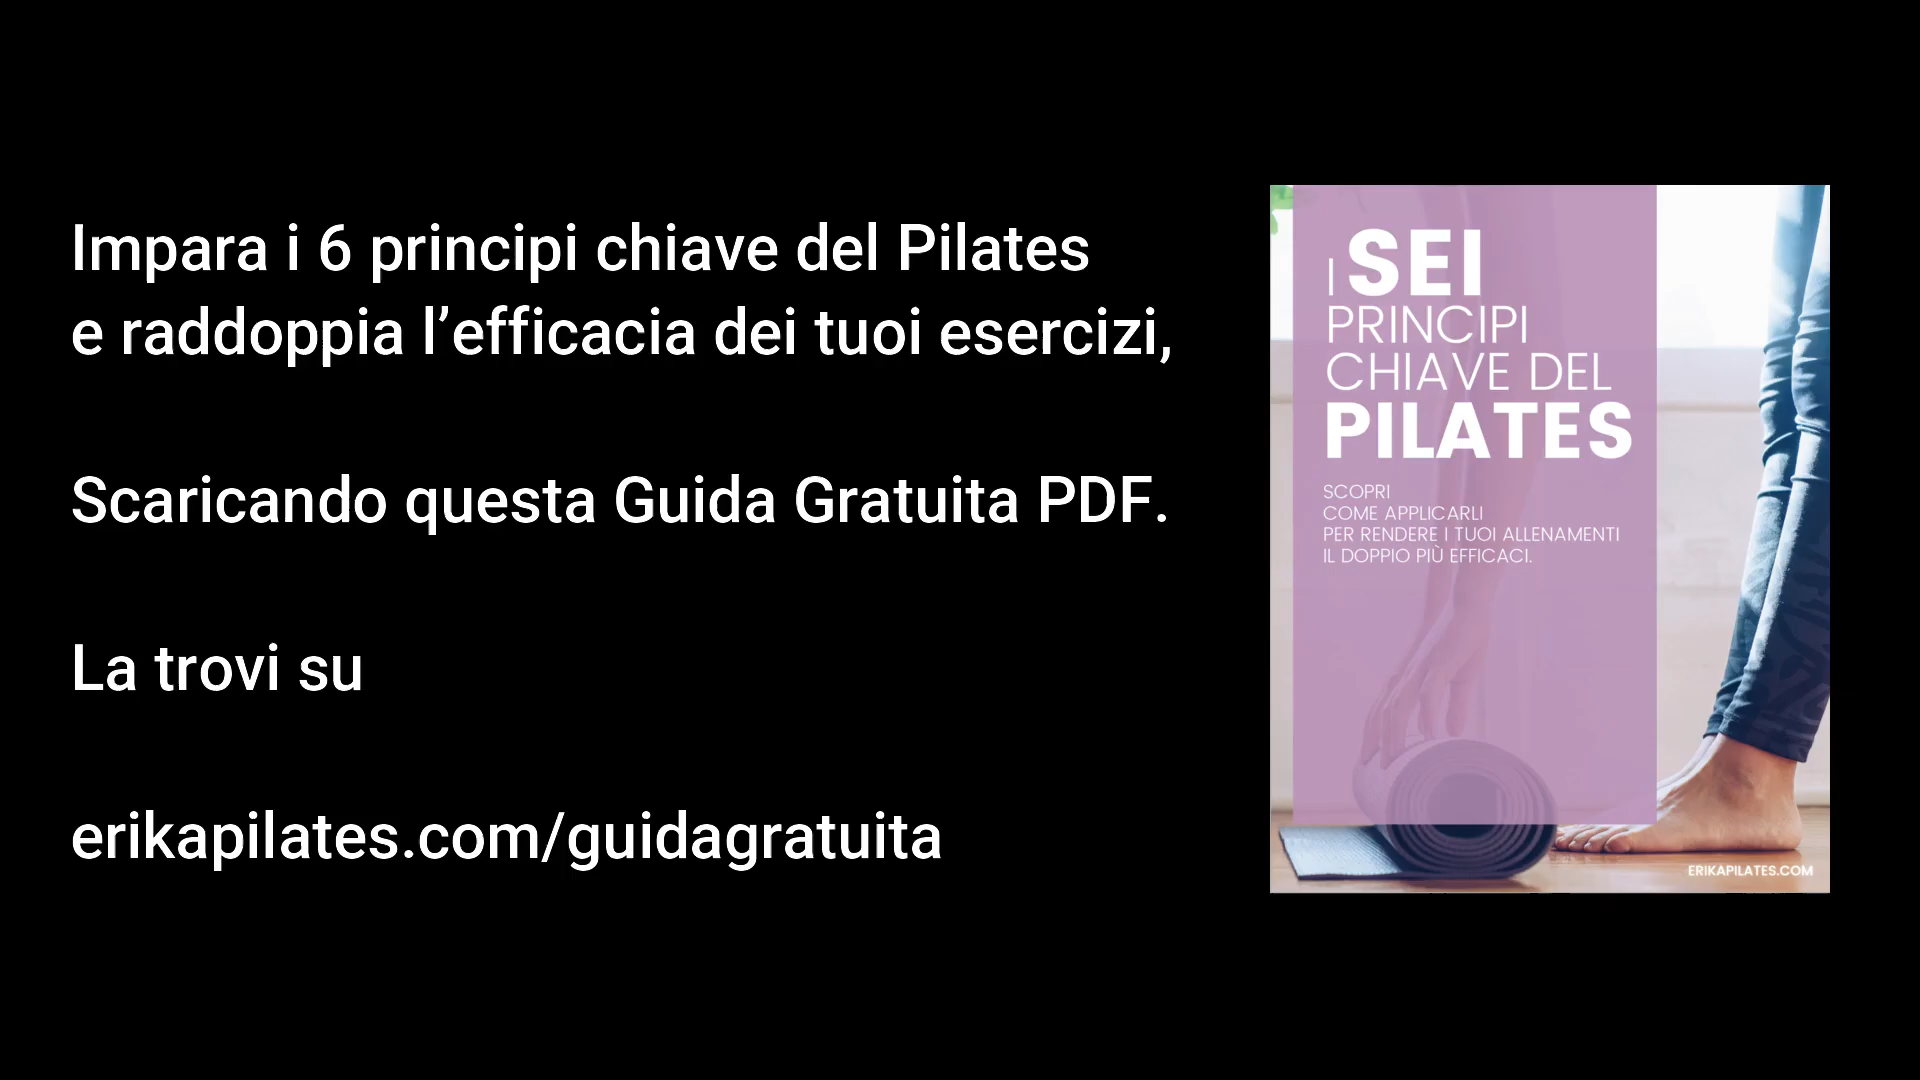 Impara i 6 principi chiave del Pilates
e raddoppia l’efficacia dei tuoi esercizi,
Scaricando questa Guida Gratuita PDF.
La trovi su
erikapilates.com/guidagratuita
I SEI
PRINCIPI
CHIAVE DEL
PILATES
SCOPRI
COME APPLICARLI
PER RENDERE I TUOI ALLENAMENTI
IL DOPPIO PIÙ EFFICACI.
ERIKAPILATES.COM